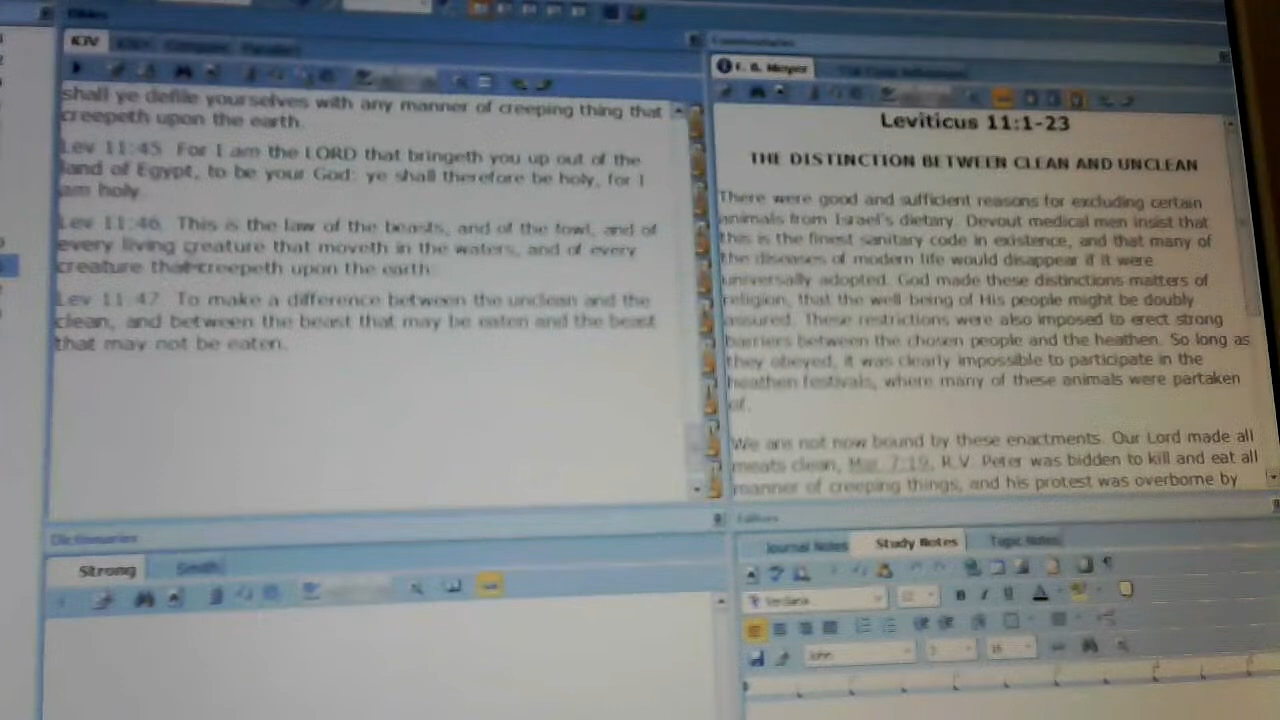 Bibles
KJV
shall ye defile yourselves with any manner of creeping thing that
creepeth upon the earth.
Lev 11:45 For I am the LORD that bringeth you up out of the
land of Egypt, to be your God: ye shall therefore be holy, for I
am holy.
Lev 11:46 This is the law of the beasts, and of the fowl, and of
every living creature that moveth in the waters, and of every
creature that creepeth upon the earth:
Lev 11:47 To make a difference between the unclean and the
clean, and between the beast that may be eaten and the beast
that may not be eaten.
Commentaries
F. B. Meyer
Leviticus 11:1-23
THE DISTINCTION BETWEEN CLEAN AND UNCLEAN
There were good and sufficient reasons for excluding certain
animals from Israel's dietary. Devout medical men insist that
this is the finest sanitary code in existence, and that many of
the diseases of modern life would disappear if it were
universally adopted. God made these distinctions matters of
religion, that the well-being of His people might be doubly
assured. These restrictions were also imposed to erect strong
barriers between the chosen people and the heathen. So long as
they obeyed, it was clearly impossible to participate in the
heathen festivals, where many of these animals were partaken
of.
We are not now bound by these enactments. Our Lord made all
meats clean, Mar_7:19, R.V. Peter was bidden to kill and eat all
manner of creeping things, and his protest was overborne by
Dictionaries
Strong Smith
Editors
Journal Notes Study Notes Topic Notes
Verdana
B I U
John 3 16